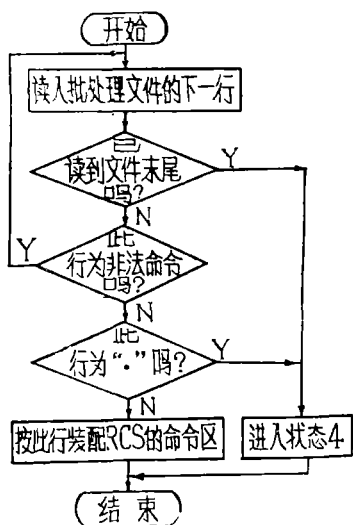 开始
读入批处理文件的下一行
已
读到文件末尾
吗?
Y
N
此
行为非法命令
吗?
Y
N
此
行为“·”吗?
Y
N
按此行装配RCS的命令区
进入状态4
结束